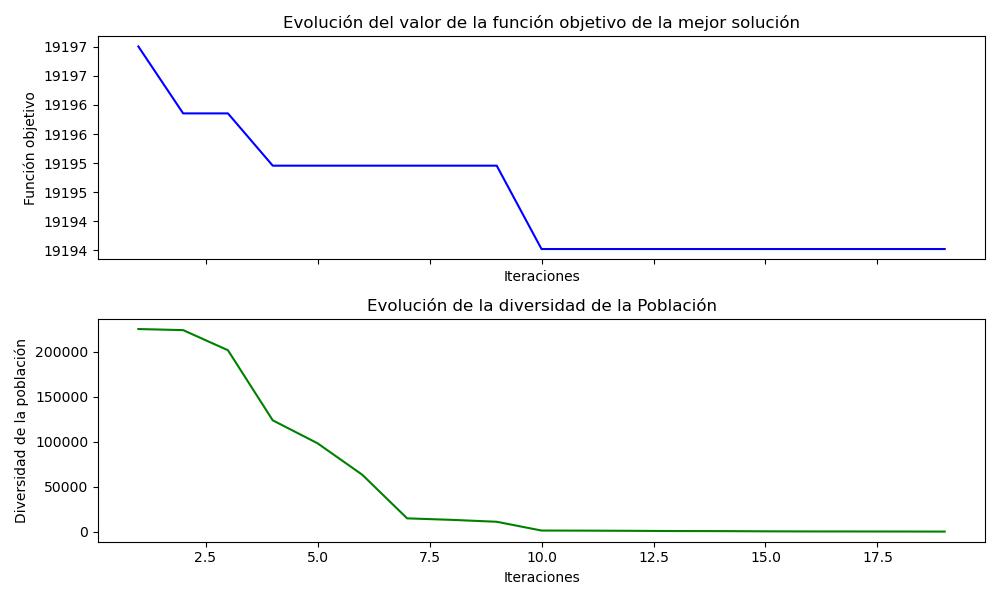 Evolución del valor de la función objetivo de la mejor solución
19197
19197
19196
19196
19195
19195
19194
19194
Función objetivo
Iteraciones
Evolución de la diversidad de la Población
200000
150000
100000
50000
0
Diversidad de la población
2.5 5.0 7.5 10.0 12.5 15.0 17.5
Iteraciones